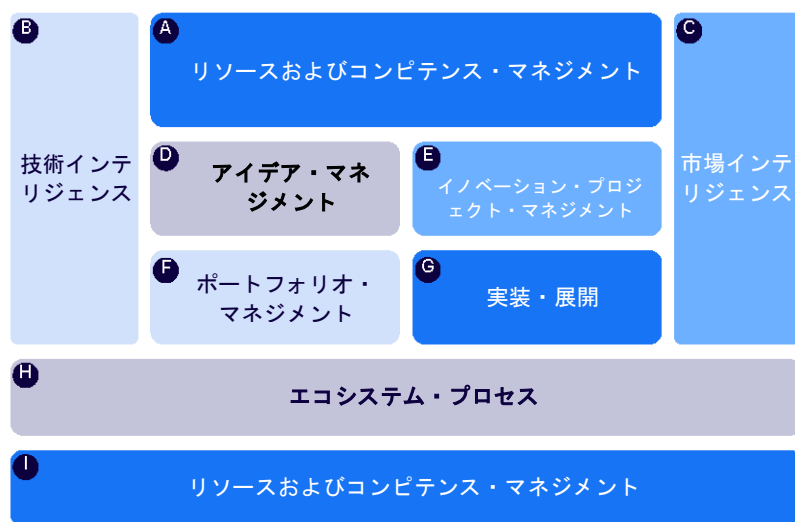 B
技術インテ
リジェンス
A
リソースおよびコンピテンス・マネジメント
C
市場インテ
リジェンス
D
アイデア・マネ
ジメント
E
イノベーション・プロジ
ェクト・マネジメント
F
ポートフォリオ・
マネジメント
G
実装・展開
H
エコシステム・プロセス
I
リソースおよびコンピテンス・マネジメント